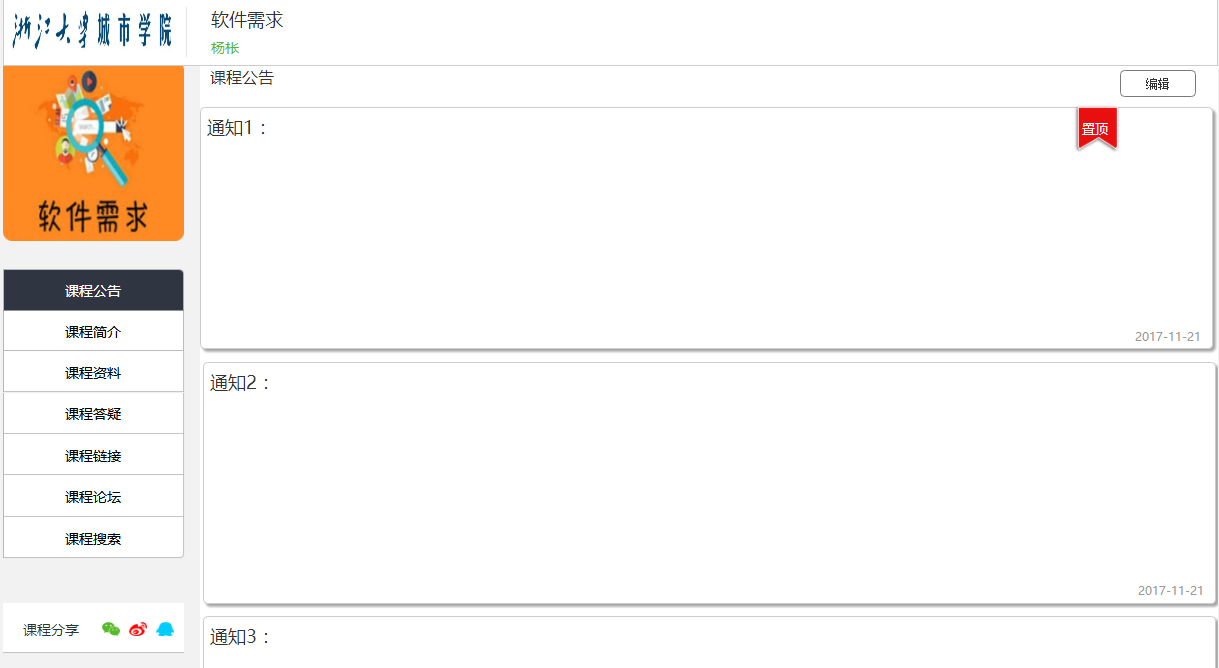 浙江大学城市学院
软件需求
杨枨
课程公告
编辑
软件需求
课程公告
课程简介
课程资料
课程答疑
课程链接
课程论坛
课程搜索
课程分享
通知1：
置顶
2017-11-21
通知2：
2017-11-21
通知3：